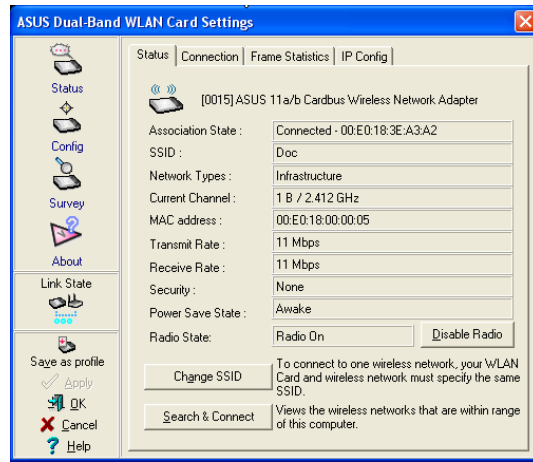 ASUS Dual-Band WLAN Card Settings
Status
Config
Survey
About
Link State
Save as profile
Apply
OK
Cancel
Help
Status Connection Frame Statistics IP Config
[0015] ASUS 11a/b Cardbus Wireless Network Adapter
Association State : Connected - 00:E0:18:3E:A3:A2
SSID : Doc
Network Types : Infrastructure
Current Channel : 1 B / 2.412 GHz
MAC address : 00:E0:18:00:00:05
Transmit Rate : 11 Mbps
Receive Rate : 11 Mbps
Security : None
Power Save State : Awake
Radio State: Radio On Disable Radio
Change SSID
To connect to one wireless network, your WLAN
Card and wireless network must specify the same
SSID.
Search & Connect
Views the wireless networks that are within range
of this computer.